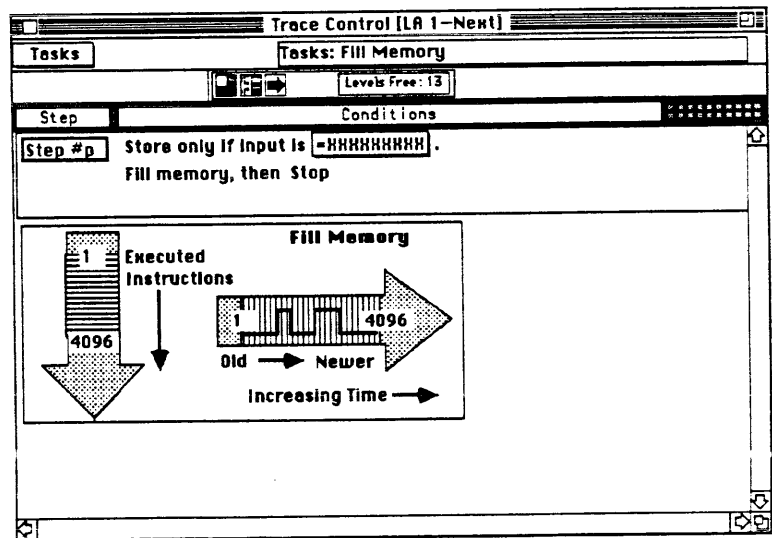 Trace Control [LA 1-Next]
Tasks
Tasks: Fill Memory
Levels Free: 13
Step
Conditions
Step #p
Store only if Input is =XXXXXXXXX .
Fill memory, then Stop
Fill Memory
1
Executed
Instructions
4096
1
4096
Old
Newer
Increasing Time